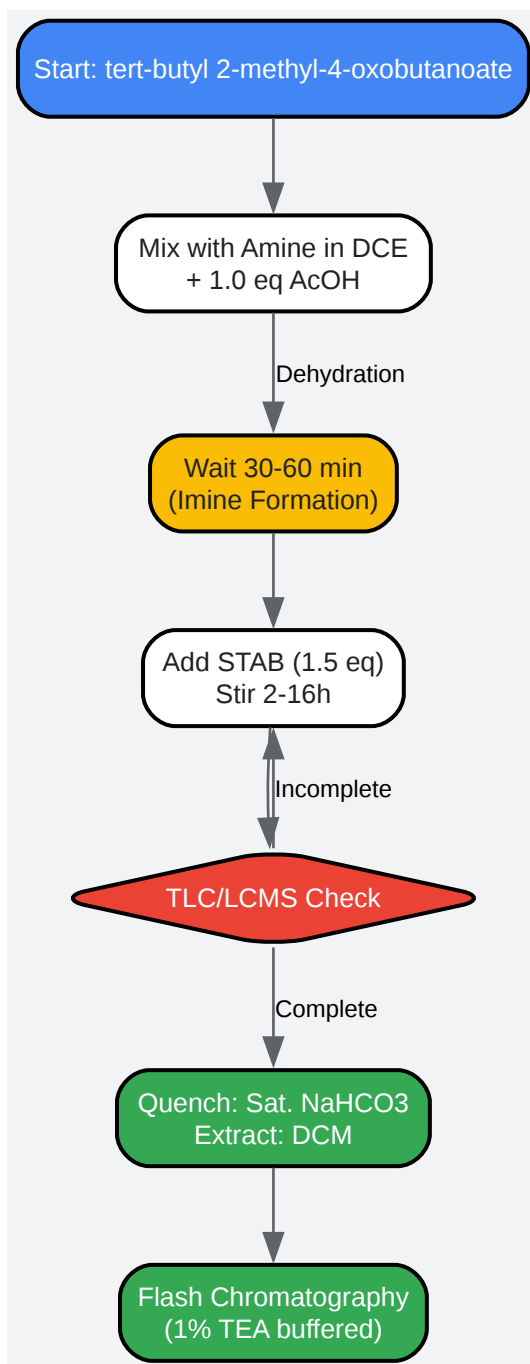 Start: tert-butyl 2-methyl-4-oxobutanoate
Mix with Amine in DCE
+ 1.0 eq AcOH
Dehydration
Wait 30-60 min
(Imine Formation)
Add STAB (1.5 eq)
Stir 2-16h
Incomplete
TLC/LCMS Check
Complete
Quench: Sat. NaHCO3
Extract: DCM
Flash Chromatography
(1% TEA buffered)